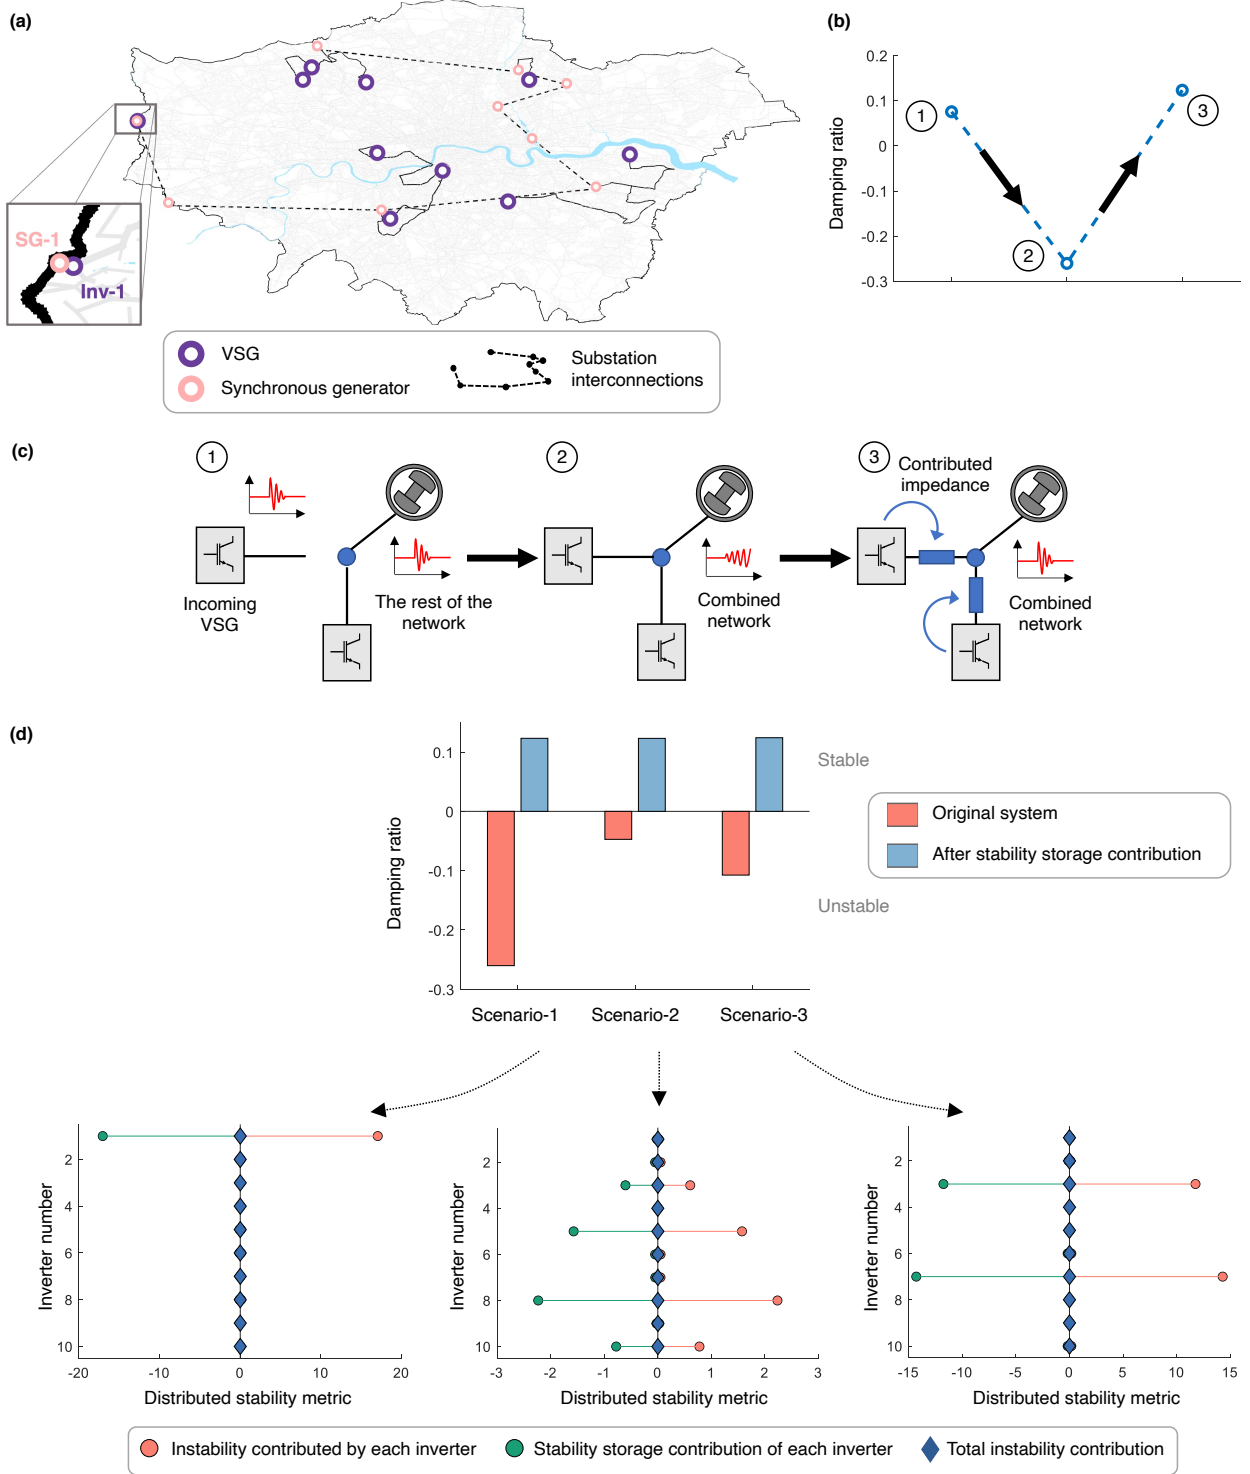 (a)
SG-1
Inv-1
VSG
Synchronous generator
Substation
interconnections
(b)
0.2
0.1
0
-0.1
-0.2
-0.3
Damping ratio
1
2
3
(c)
1
Incoming
VSG
The rest of the
network
2
Combined
network
3
Contributed
impedance
Combined
network
(d)
0.1
0
-0.1
-0.2
-0.3
Damping ratio
Scenario-1
Scenario-2
Scenario-3
Stable
Unstable
Original system
After stability storage contribution
Inverter number
2
4
6
8
10
-20
-10
0
10
20
Distributed stability metric
Inverter number
2
4
6
8
10
-3
-2
-1
0
1
2
3
Distributed stability metric
Inverter number
2
4
6
8
10
-15
-10
-5
0
5
10
15
Distributed stability metric
Instability contributed by each inverter
Stability storage contribution of each inverter
Total instability contribution